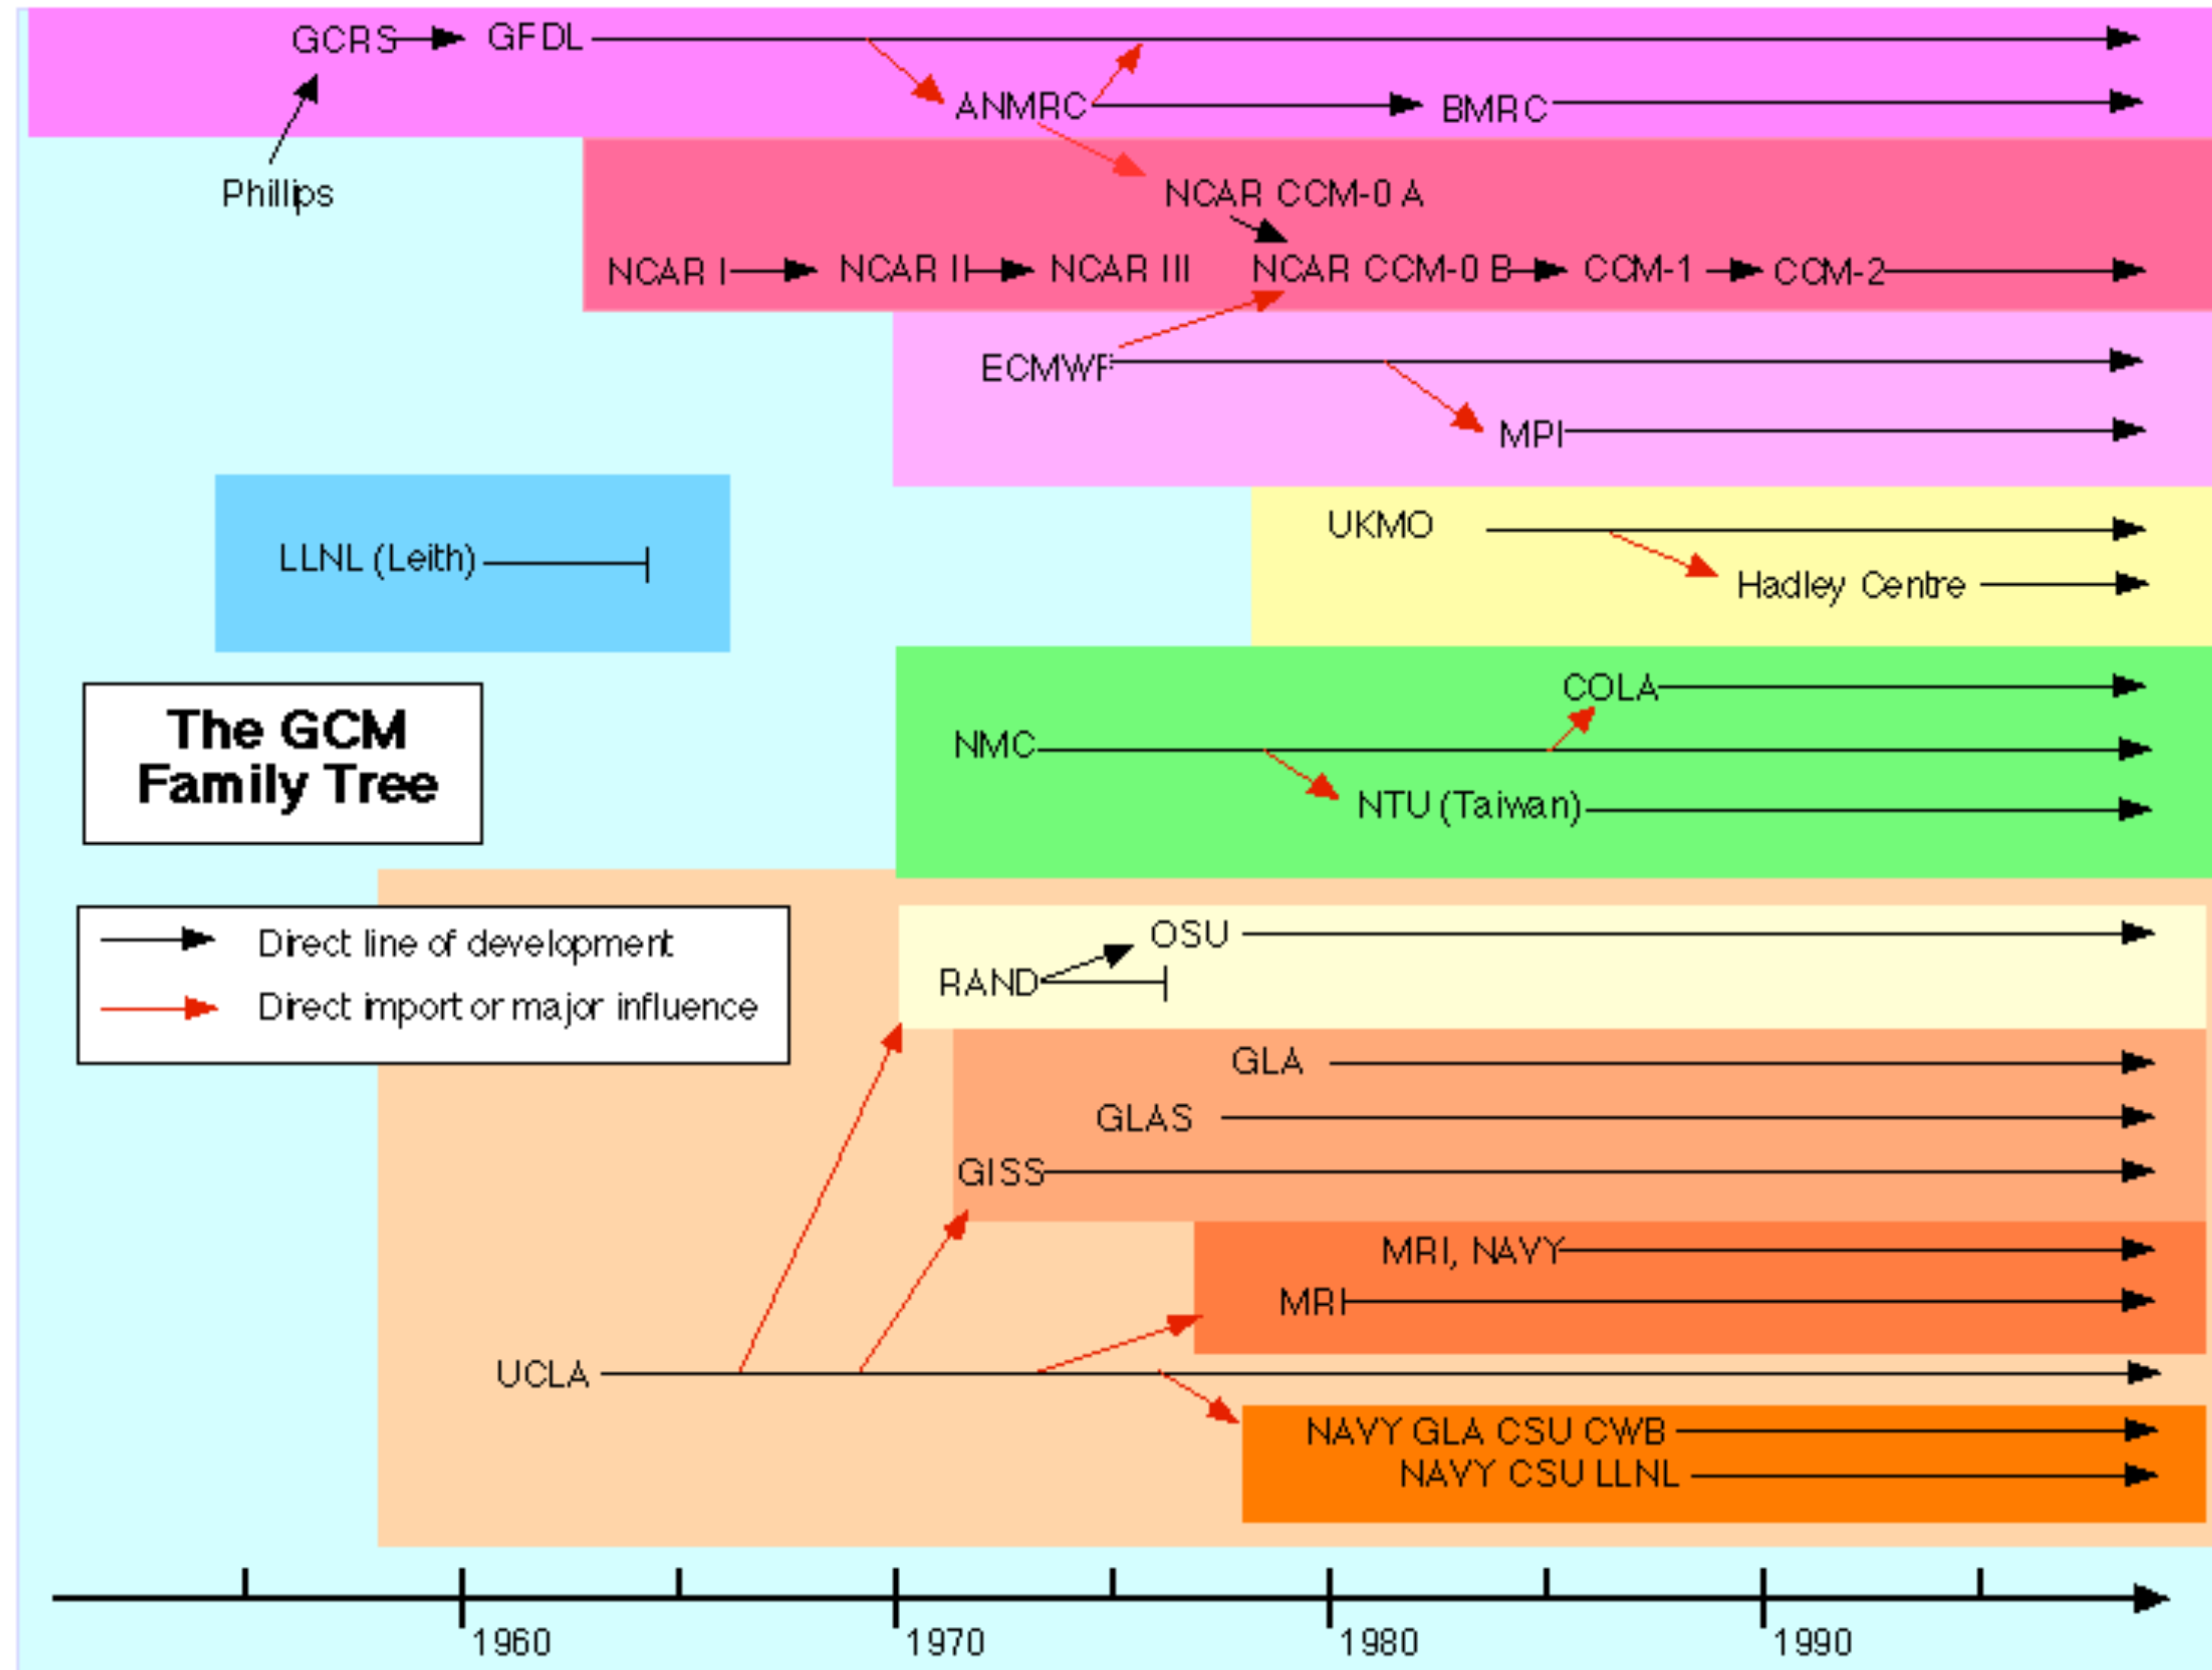 GCRS
GFDL
ANMRC
BMRC
Phillips
NCAR CCM-0 A
NCAR I
NCAR II
NCAR III
NCAR CCM-0 B
CCM-1
CCM-2
ECMWF
MPI
UKMO
LLNL (Leith)
Hadley Centre
COLA
The GCM
Family Tree
NMC
NTU (Taiwan)
Direct line of development
Direct import or major influence
OSU
RAND
GLA
GLAS
GISS
MRI, NAVY
MRI
UCLA
NAVY GLA CSU CWB
NAVY CSU LLNL
1960
1970
1980
1990